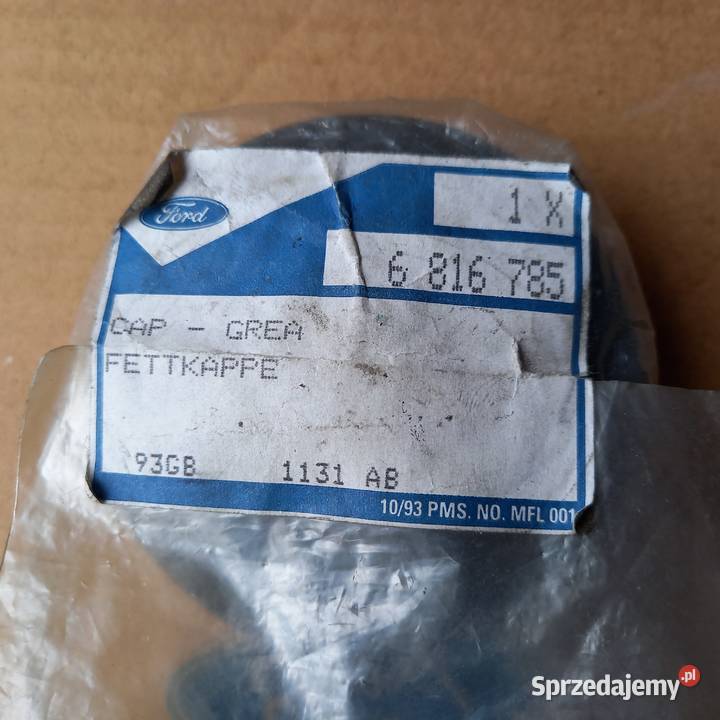 Ford
1 X
6 816 785
CAP - GREA
FETTKAPPE
93GB 1131 AB
10/93 PMS. NO. MFL 001
Sprzedajemy.pl